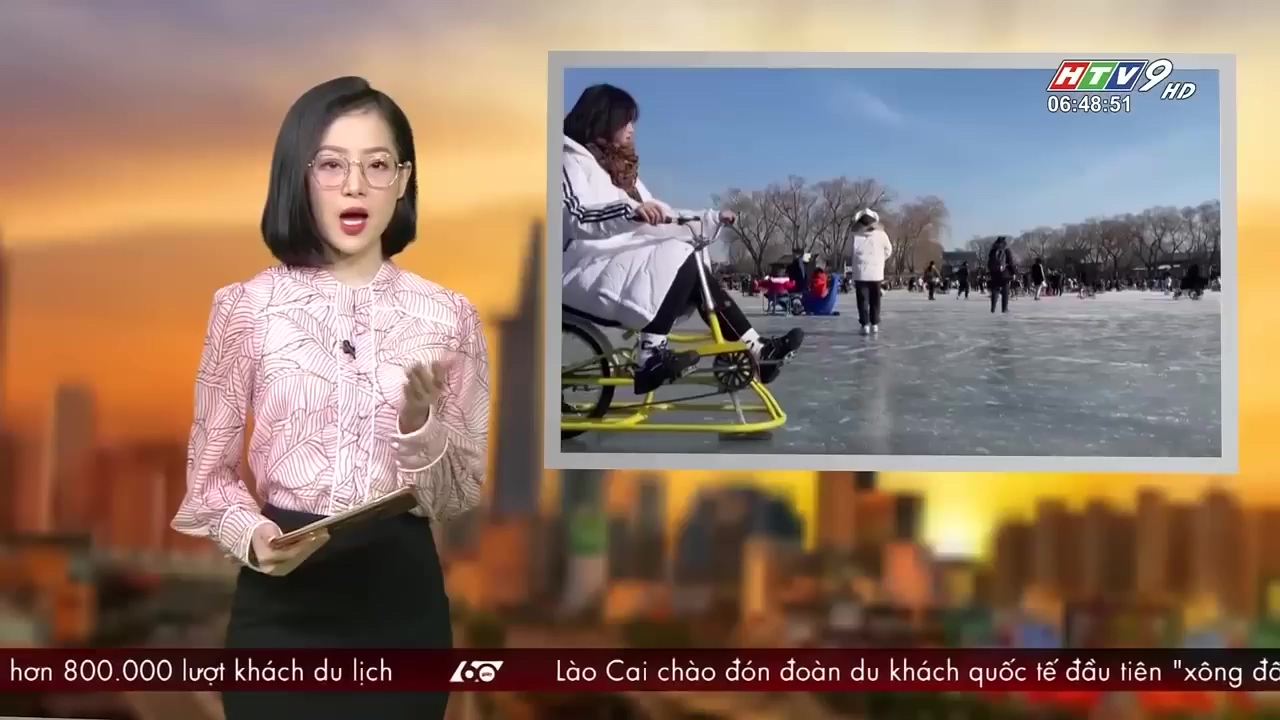 HTV9 HD
06:48:51
hơn 800.000 lượt khách du lịch
60 Lào Cai chào đón đoàn du khách quốc tế đầu tiên "xông